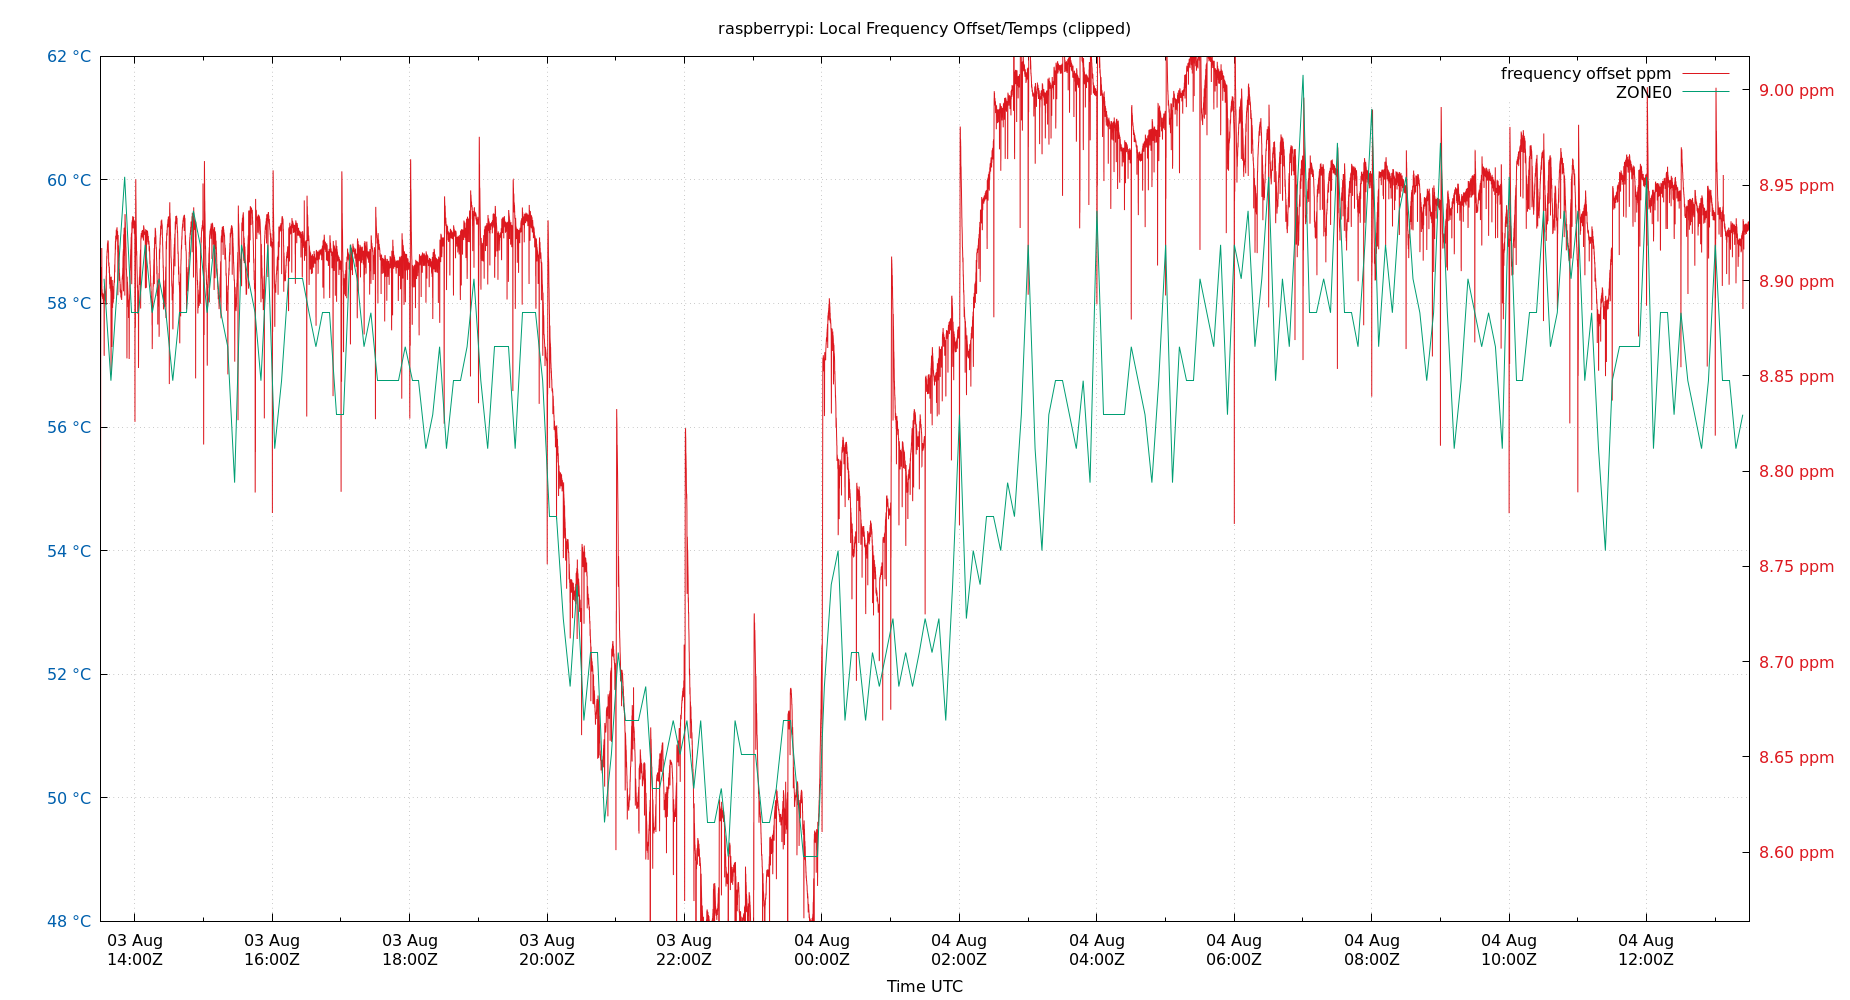 raspberrypi: Local Frequency Offset/Temps (clipped)
62 °C
60 °C
58 °C
56 °C
54 °C
52 °C
50 °C
48 °C
frequency offset ppm
ZONE0
9.00 ppm
8.95 ppm
8.90 ppm
8.85 ppm
8.80 ppm
8.75 ppm
8.70 ppm
8.65 ppm
8.60 ppm
03 Aug 03 Aug 03 Aug 03 Aug 03 Aug 04 Aug 04 Aug 04 Aug 04 Aug 04 Aug 04 Aug 04 Aug
14:00Z 16:00Z 18:00Z 20:00Z 22:00Z 00:00Z 02:00Z 04:00Z 06:00Z 08:00Z 10:00Z 12:00Z
Time UTC